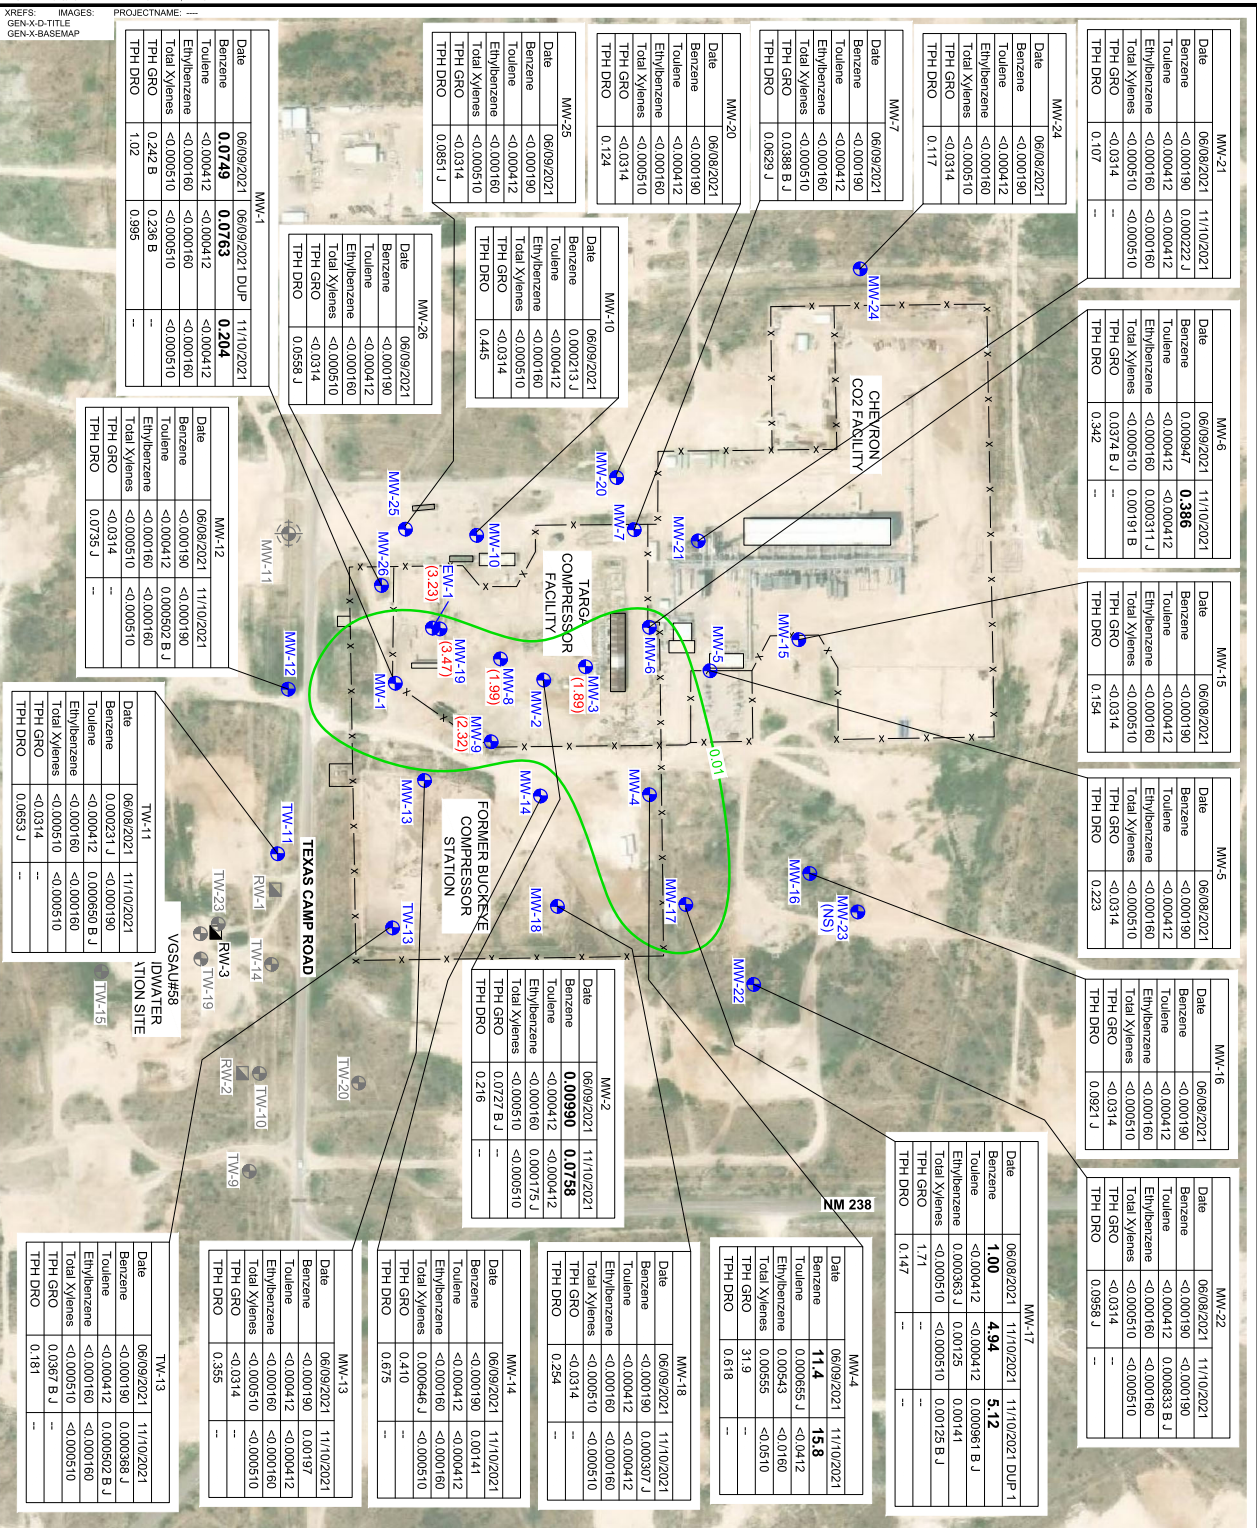 XREFS: IMAGES: PROJECTNAME: ----
GEN-X-D-TITLE
GEN-X-BASEMAP
MW-1
Date 06/09/2021 06/09/2021 DUP 11/10/2021
Benzene 0.0749 0.0763 0.204
Toulene <0.000412 <0.000412 <0.000412
Ethylbenzene <0.000160 <0.000160 <0.000160
Total Xylenes <0.000510 <0.000510 <0.000510
TPH GRO 0.242 B 0.236 B --
TPH DRO 1.02 0.995 --
MW-25
Date 06/09/2021
Benzene <0.000190
Toulene <0.000412
Ethylbenzene <0.000160
Total Xylenes <0.000510
TPH GRO <0.0314
TPH DRO 0.0851 J
MW-20
Date 06/08/2021
Benzene <0.000190
Toulene <0.000412
Ethylbenzene <0.000160
Total Xylenes <0.000510
TPH GRO <0.0314
TPH DRO 0.124
MW-7
Date 06/09/2021
Benzene <0.000190
Toulene <0.000412
Ethylbenzene <0.000160
Total Xylenes <0.000510
TPH GRO 0.0388 B J
TPH DRO 0.0629 J
MW-24
Date 06/08/2021
Benzene <0.000190
Toulene <0.000412
Ethylbenzene <0.000160
Total Xylenes <0.000510
TPH GRO <0.0314
TPH DRO 0.117
MW-21
Date 06/08/2021 11/10/2021
Benzene <0.000190 0.000222 J
Toulene <0.000412 <0.000412
Ethylbenzene <0.000160 <0.000160
Total Xylenes <0.000510 <0.000510
TPH GRO <0.0314 --
TPH DRO 0.107 --
MW-26
Date 06/09/2021
Benzene <0.000190
Toulene <0.000412
Ethylbenzene <0.000160
Total Xylenes <0.000510
TPH GRO <0.0314
TPH DRO 0.0558 J
MW-10
Date 06/09/2021
Benzene 0.000213 J
Toulene <0.000412
Ethylbenzene <0.000160
Total Xylenes <0.000510
TPH GRO <0.0314
TPH DRO 0.445
MW-6
Date 06/09/2021 11/10/2021
Benzene 0.000947 0.386
Toulene <0.000412 <0.000412
Ethylbenzene <0.000160 0.000311 J
Total Xylenes <0.000510 0.00191 B
TPH GRO 0.0374 B J --
TPH DRO 0.342 --
MW-12
Date 06/08/2021 11/10/2021
Benzene <0.000190 <0.000190
Toulene <0.000412 0.000502 B J
Ethylbenzene <0.000160 <0.000160
Total Xylenes <0.000510 <0.000510
TPH GRO <0.0314 --
TPH DRO 0.0735 J --
MW-15
Date 06/08/2021
Benzene <0.000190
Toulene <0.000412
Ethylbenzene <0.000160
Total Xylenes <0.000510
TPH GRO <0.0314
TPH DRO 0.154
MW-5
Date 06/08/2021
Benzene <0.000190
Toulene <0.000412
Ethylbenzene <0.000160
Total Xylenes <0.000510
TPH GRO <0.0314
TPH DRO 0.223
TW-11
Date 06/08/2021 11/10/2021
Benzene 0.000231 J <0.000190
Toulene <0.000412 0.000650 B J
Ethylbenzene <0.000160 <0.000160
Total Xylenes <0.000510 <0.000510
TPH GRO <0.0314 --
TPH DRO 0.0653 J --
MW-16
Date 06/08/2021
Benzene <0.000190
Toulene <0.000412
Ethylbenzene <0.000160
Total Xylenes <0.000510
TPH GRO <0.0314
TPH DRO 0.0921 J
MW-2
Date 06/09/2021 11/10/2021
Benzene 0.00990 0.0758
Toulene <0.000412 <0.000412
Ethylbenzene <0.000160 0.000175 J
Total Xylenes <0.000510 <0.000510
TPH GRO 0.0727 B J --
TPH DRO 0.216 --
MW-17
Date 06/08/2021 11/10/2021 11/10/2021 DUP 1
Benzene 1.00 4.94 5.12
Toulene <0.000412 <0.000412 0.000961 B J
Ethylbenzene 0.000363 J 0.00125 0.00141
Total Xylenes <0.000510 <0.000510 0.00125 B J
TPH GRO 1.71 -- --
TPH DRO 0.147 -- --
MW-22
Date 06/08/2021 11/10/2021
Benzene <0.000190 <0.000190
Toulene <0.000412 0.000833 B J
Ethylbenzene <0.000160 <0.000160
Total Xylenes <0.000510 <0.000510
TPH GRO <0.0314 --
TPH DRO 0.0958 J --
TW-13
Date 06/09/2021 11/10/2021
Benzene <0.000190 0.000368 J
Toulene <0.000412 0.000502 B J
Ethylbenzene <0.000160 <0.000160
Total Xylenes <0.000510 <0.000510
TPH GRO 0.0367 B J --
TPH DRO 0.181 --
MW-13
Date 06/09/2021 11/10/2021
Benzene <0.000190 0.00197
Toulene <0.000412 <0.000412
Ethylbenzene <0.000160 <0.000160
Total Xylenes <0.000510 <0.000510
TPH GRO <0.0314 --
TPH DRO 0.355 --
MW-14
Date 06/09/2021 11/10/2021
Benzene <0.000190 0.00141
Toulene <0.000412 <0.000412
Ethylbenzene <0.000160 <0.000160
Total Xylenes 0.000646 J <0.000510
TPH GRO 0.410 --
TPH DRO 0.675 --
MW-18
Date 06/09/2021 11/10/2021
Benzene <0.000190 0.000307 J
Toulene <0.000412 <0.000412
Ethylbenzene <0.000160 <0.000160
Total Xylenes <0.000510 <0.000510
TPH GRO <0.0314 --
TPH DRO 0.254 --
MW-4
Date 06/09/2021 11/10/2021
Benzene 11.4 15.8
Toulene 0.000655 J <0.0412
Ethylbenzene 0.00543 <0.0160
Total Xylenes 0.00555 <0.0510
TPH GRO 31.9 --
TPH DRO 0.618 --
CHEVRON
CO2 FACILITY
TARGA
COMPRESSOR
FACILITY
FORMER BUCKEYE
COMPRESSOR
STATION
TEXAS CAMP ROAD
NM 238
VGSAU#58
IDWATER
ATION SITE
0.01
MW-24
MW-20
MW-7
MW-21
MW-25
MW-10
MW-26
MW-11
EW-1
(3.23)
MW-19
(3.47)
MW-8
(1.99)
MW-2
MW-3
(1.89)
MW-6
MW-5
MW-15
MW-1
MW-12
MW-9
(2.32)
MW-13
MW-14
MW-4
MW-16
MW-23
(NS)
MW-17
MW-18
MW-22
TW-11
TW-13
RW-1
TW-23
RW-3
TW-14
TW-19
TW-15
TW-20
RW-2
TW-10
TW-9